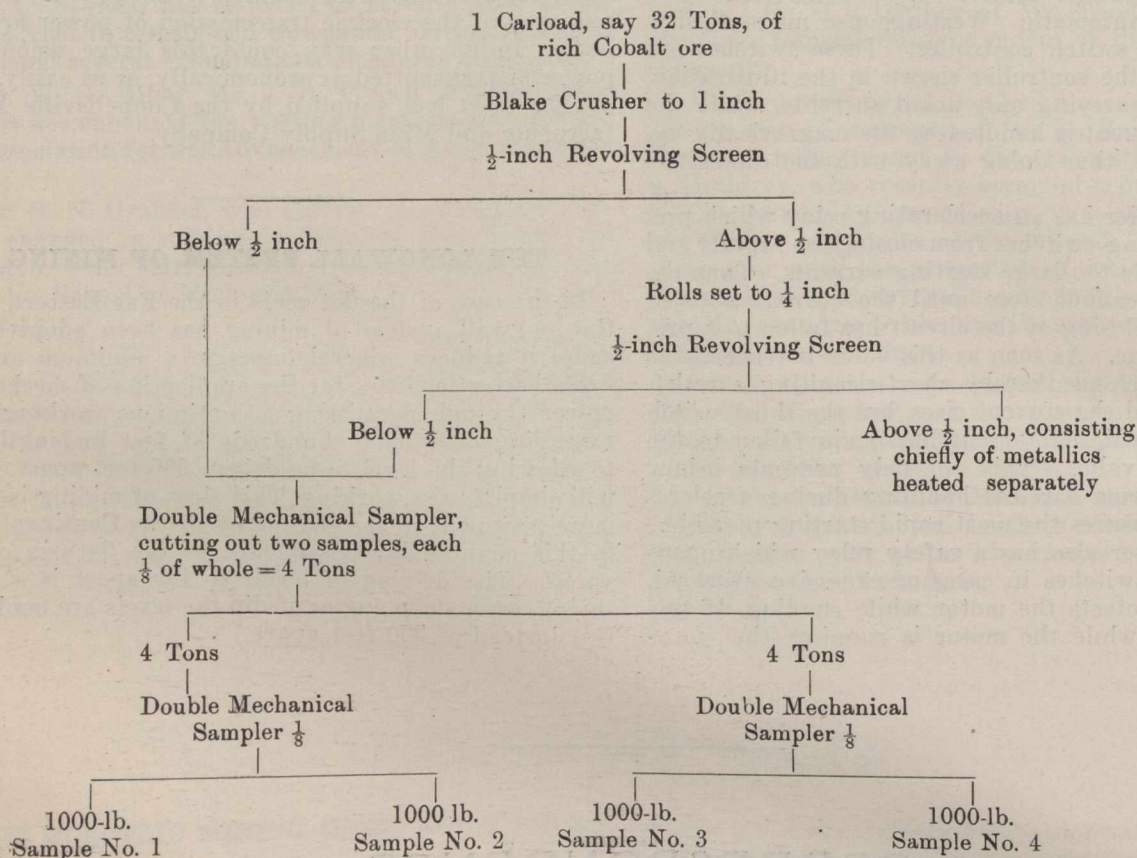 1 Carload, say 32 Tons, of
rich Cobalt ore
Blake Crusher to 1 inch
½-inch Revolving Screen
Below ½ inch
Above ½ inch
Rolls set to ¼ inch
½-inch Revolving Screen
Below ½ inch
Above ½ inch, consisting
chiefly of metallics
heated separately
Double Mechanical Sampler,
cutting out two samples, each
⅛ of whole = 4 Tons
4 Tons
4 Tons
Double Mechanical
Sampler ⅛
Double Mechanical
Sampler ⅛
1000-lb.
Sample No. 1
1000 lb.
Sample No. 2
1000-lb.
Sample No. 3
1000-lb.
Sample No. 4